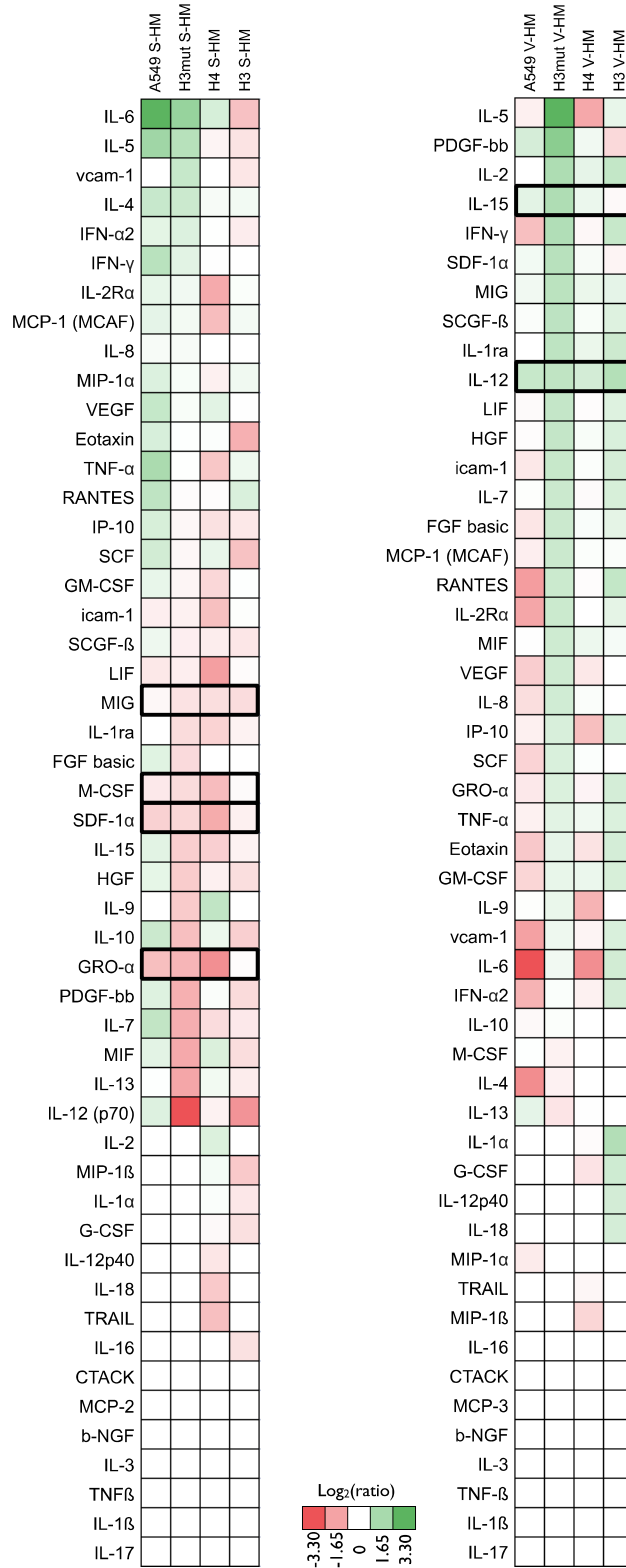 A549 S-HM
H3mut S-HM
H4 S-HM
H3 S-HM
IL-6
IL-5
vcam-1
IL-4
IFN-α2
IFN-γ
IL-2Rα
MCP-1 (MCAF)
IL-8
MIP-1α
VEGF
Eotaxin
TNF-α
RANTES
IP-10
SCF
GM-CSF
icam-1
SCGF-ß
LIF
MIG
IL-1ra
FGF basic
M-CSF
SDF-1α
IL-15
HGF
IL-9
IL-10
GRO-α
PDGF-bb
IL-7
MIF
IL-13
IL-12 (p70)
IL-2
MIP-1ß
IL-1α
G-CSF
IL-12p40
IL-18
TRAIL
IL-16
CTACK
MCP-2
b-NGF
IL-3
TNFß
IL-1ß
IL-17
A549 V-HM
H3mut V-HM
H4 V-HM
H3 V-HM
IL-5
PDGF-bb
IL-2
IL-15
IFN-γ
SDF-1α
MIG
SCGF-ß
IL-1ra
IL-12
LIF
HGF
icam-1
IL-7
FGF basic
MCP-1 (MCAF)
RANTES
IL-2Rα
MIF
VEGF
IL-8
IP-10
SCF
GRO-α
TNF-α
Eotaxin
GM-CSF
IL-9
vcam-1
IL-6
IFN-α2
IL-10
M-CSF
IL-4
IL-13
IL-1α
G-CSF
IL-12p40
IL-18
MIP-1α
TRAIL
MIP-1ß
IL-16
CTACK
MCP-3
b-NGF
IL-3
TNF-ß
IL-1ß
IL-17
Log₂(ratio)
-3.30
-1.65
0
1.65
3.30